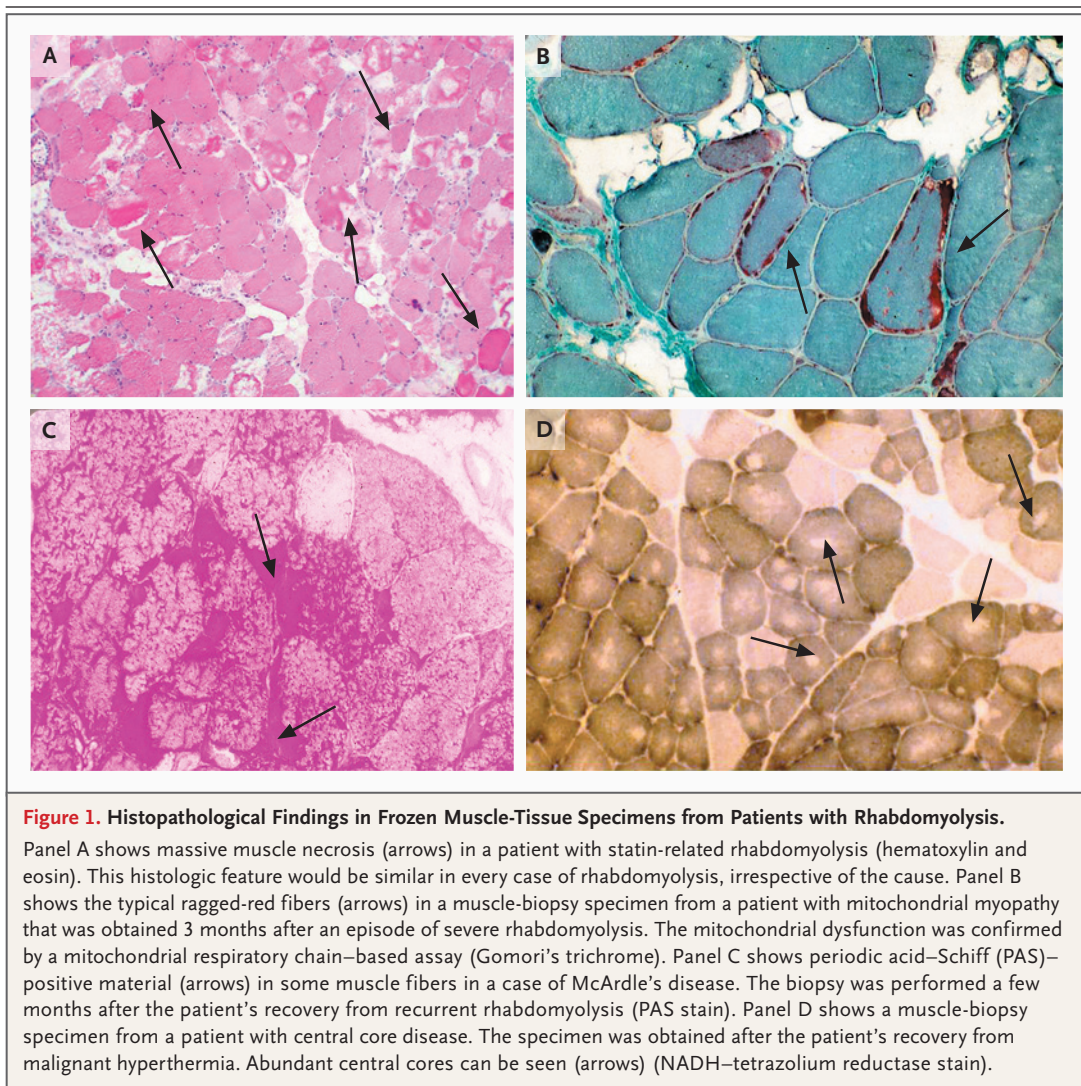 A
B
C
D
Figure 1. Histopathological Findings in Frozen Muscle-Tissue Specimens from Patients with Rhabdomyolysis.
Panel A shows massive muscle necrosis (arrows) in a patient with statin-related rhabdomyolysis (hematoxylin and
eosin). This histologic feature would be similar in every case of rhabdomyolysis, irrespective of the cause. Panel B
shows the typical ragged-red fibers (arrows) in a muscle-biopsy specimen from a patient with mitochondrial myopathy
that was obtained 3 months after an episode of severe rhabdomyolysis. The mitochondrial dysfunction was confirmed
by a mitochondrial respiratory chain–based assay (Gomori's trichrome). Panel C shows periodic acid–Schiff (PAS)–
positive material (arrows) in some muscle fibers in a case of McArdle's disease. The biopsy was performed a few
months after the patient's recovery from recurrent rhabdomyolysis (PAS stain). Panel D shows a muscle-biopsy
specimen from a patient with central core disease. The specimen was obtained after the patient's recovery from
malignant hyperthermia. Abundant central cores can be seen (arrows) (NADH–tetrazolium reductase stain).